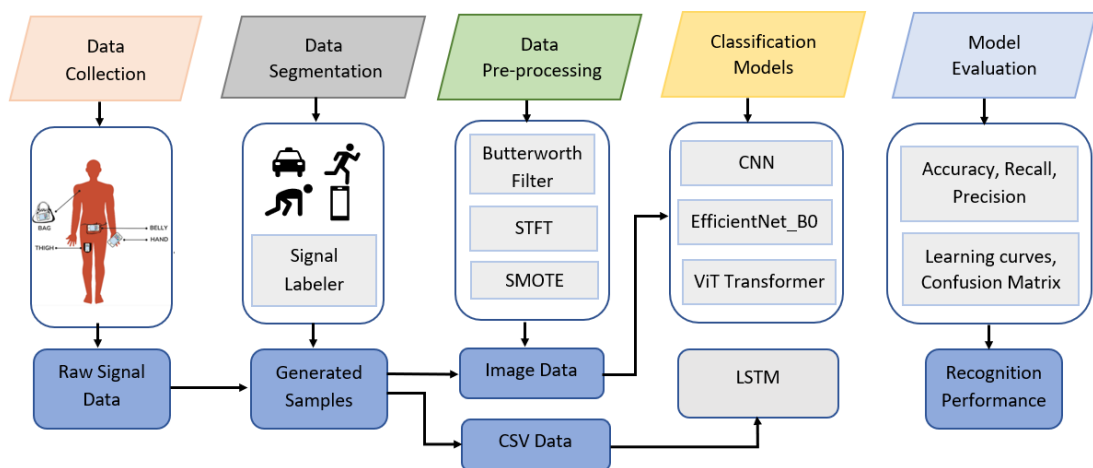 Data
Collection
Data
Segmentation
Data
Pre-processing
Classification
Models
Model
Evaluation
BAG
BELLY
HAND
THIGH
Signal
Labeler
Butterworth
Filter
STFT
SMOTE
CNN
EfficientNet_B0
ViT Transformer
Accuracy, Recall,
Precision
Learning curves,
Confusion Matrix
Raw Signal
Data
Generated
Samples
Image Data
CSV Data
LSTM
Recognition
Performance